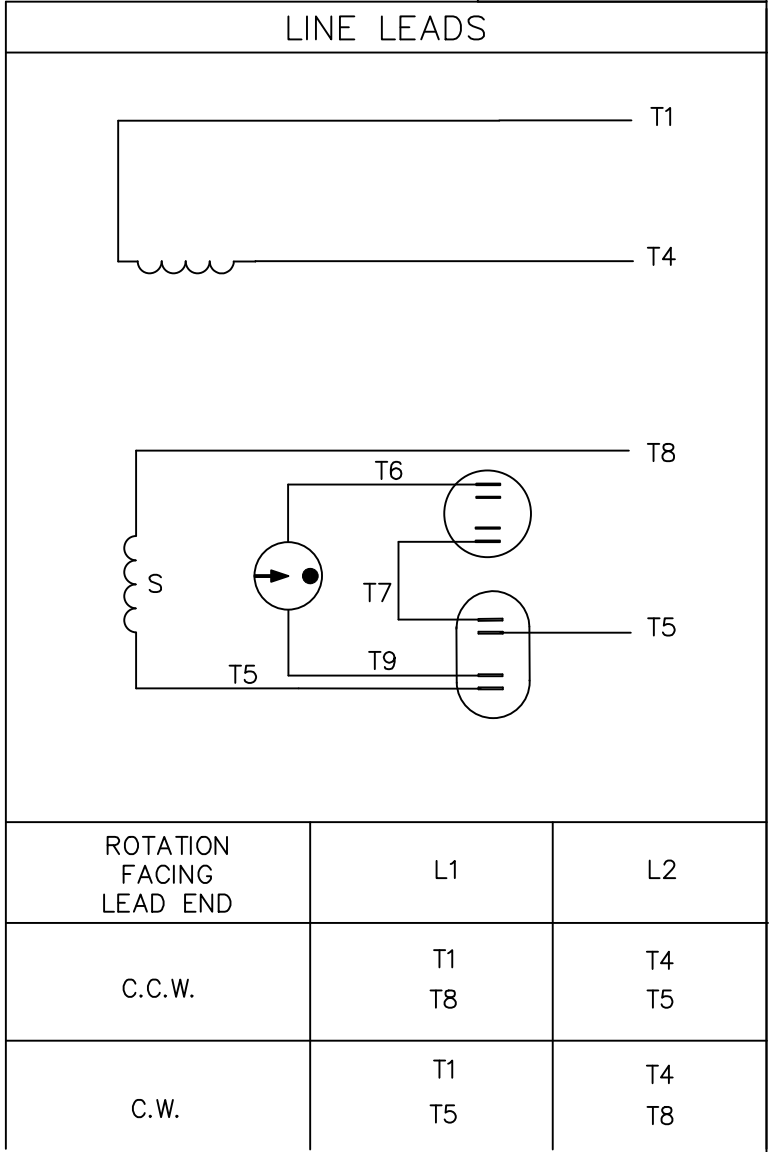 LINE LEADS
T1
T4
T8
T6
S
T7
T5
T9
T5
ROTATION
FACING
LEAD END
L1
L2
C.C.W.
T1
T8
T4
T5
C.W.
T1
T5
T4
T8